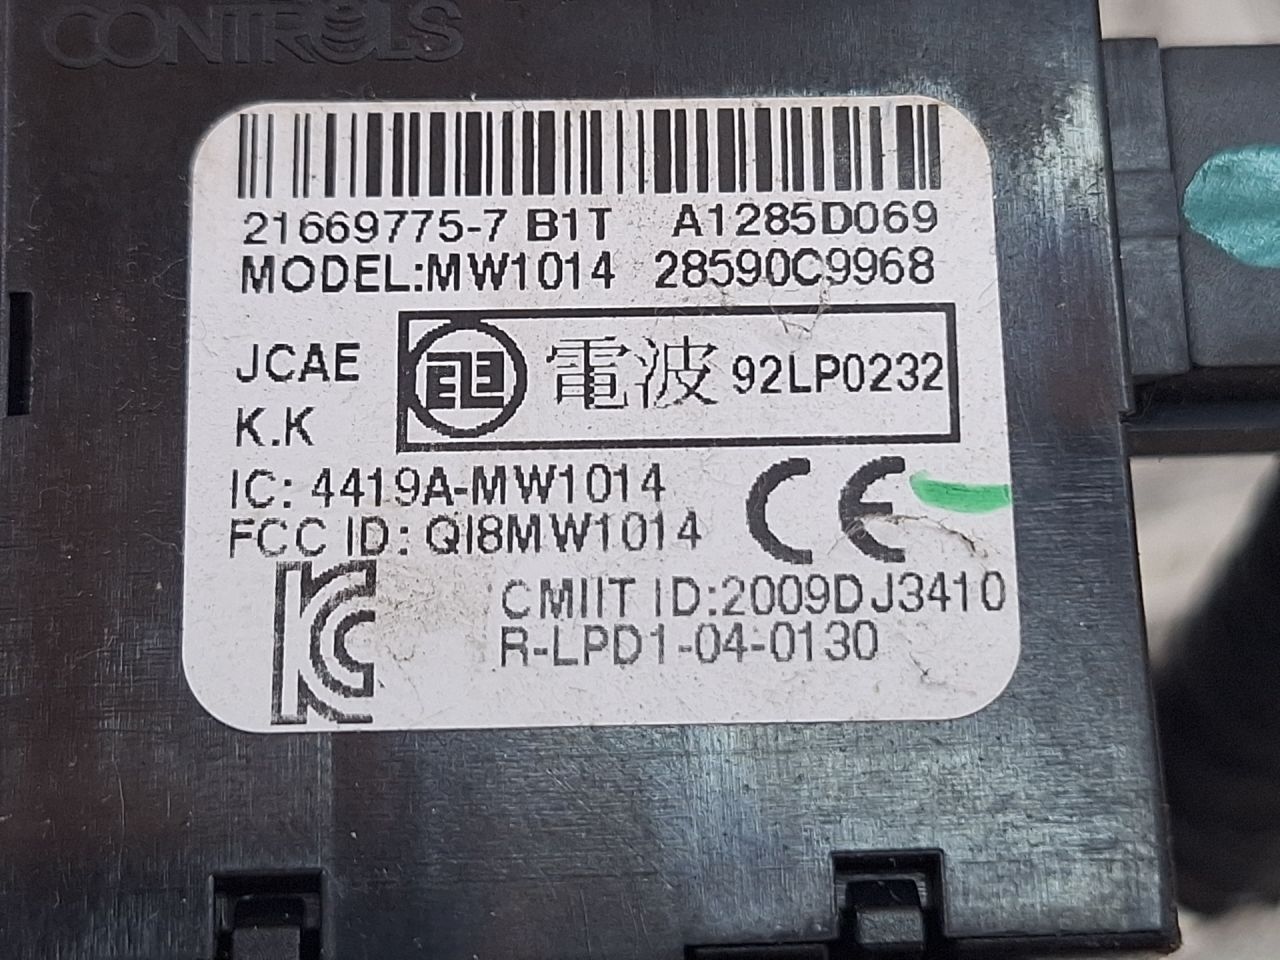 CONTROLS
21669775-7 B1T A1285D069
MODEL:MW1014 28590C9968
JCAE
K.K
電波 92LP0232
IC: 4419A-MW1014
FCC ID: QI8MW1014
CE
KC
CMIIT ID:2009DJ3410
R-LPD1-04-0130